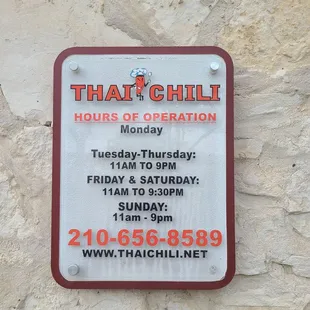 THAI CHILI
HOURS OF OPERATION
Monday
Tuesday-Thursday:
11AM TO 9PM
FRIDAY & SATURDAY:
11AM TO 9:30PM
SUNDAY:
11am - 9pm
210-656-8589
WWW.THAICHILI.NET